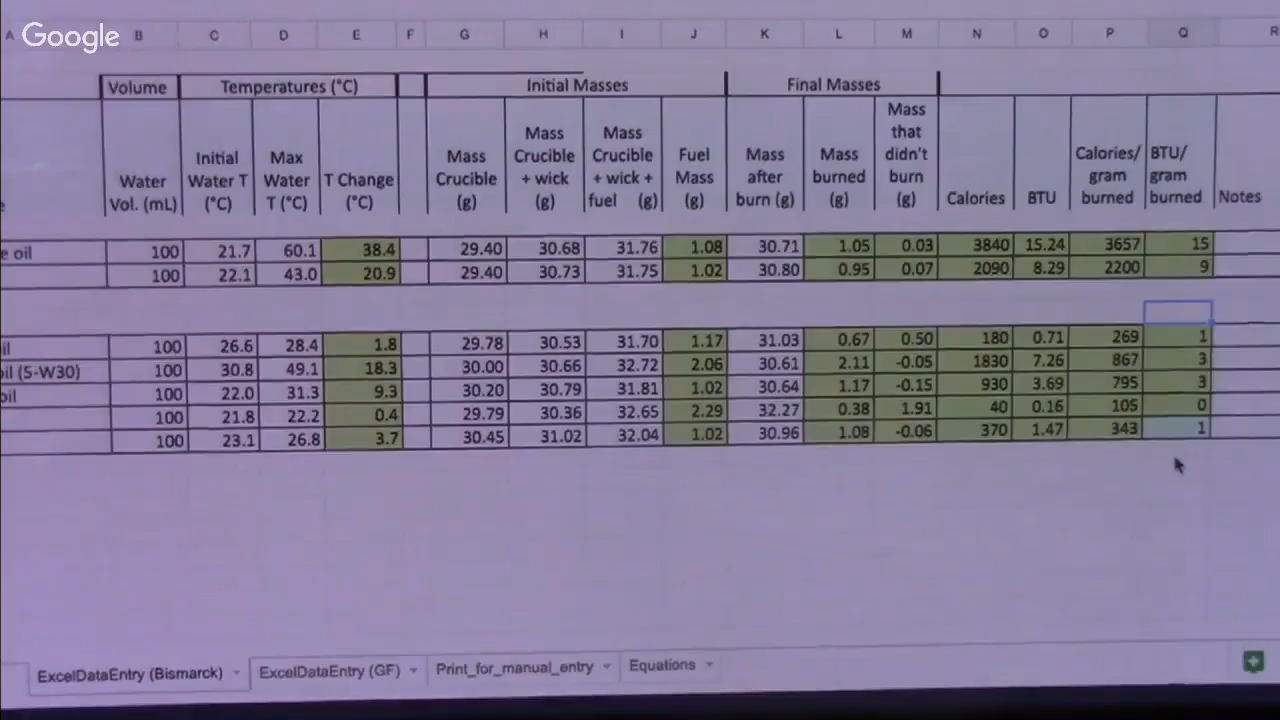 Google
A B C D E F G H I J K L M N O P Q R
Volume Temperatures (°C) Initial Masses Final Masses
Water Vol. (mL) Initial Water T (°C) Max Water T (°C) T Change (°C) Mass Crucible (g) Mass Crucible + wick (g) Mass Crucible + wick + fuel (g) Fuel Mass (g) Mass after burn (g) Mass burned (g) Mass that didn't burn (g) Calories BTU Calories/ gram burned BTU/ gram burned Notes
e
e oil 100 21.7 60.1 38.4 29.40 30.68 31.76 1.08 30.71 1.05 0.03 3840 15.24 3657 15
100 22.1 43.0 20.9 29.40 30.73 31.75 1.02 30.80 0.95 0.07 2090 8.29 2200 9
il 100 26.6 28.4 1.8 29.78 30.53 31.70 1.17 31.03 0.67 0.50 180 0.71 269 1
oil (5-W30) 100 30.8 49.1 18.3 30.00 30.66 32.72 2.06 30.61 2.11 -0.05 1830 7.26 867 3
oil 100 22.0 31.3 9.3 30.20 30.79 31.81 1.02 30.64 1.17 -0.15 930 3.69 795 3
100 21.8 22.2 0.4 29.79 30.36 32.65 2.29 32.27 0.38 1.91 40 0.16 105 0
100 23.1 26.8 3.7 30.45 31.02 32.04 1.02 30.96 1.08 -0.06 370 1.47 343 1
ExcelDataEntry (Bismarck) ExcelDataEntry (GF) Print_for_manual_entry Equations